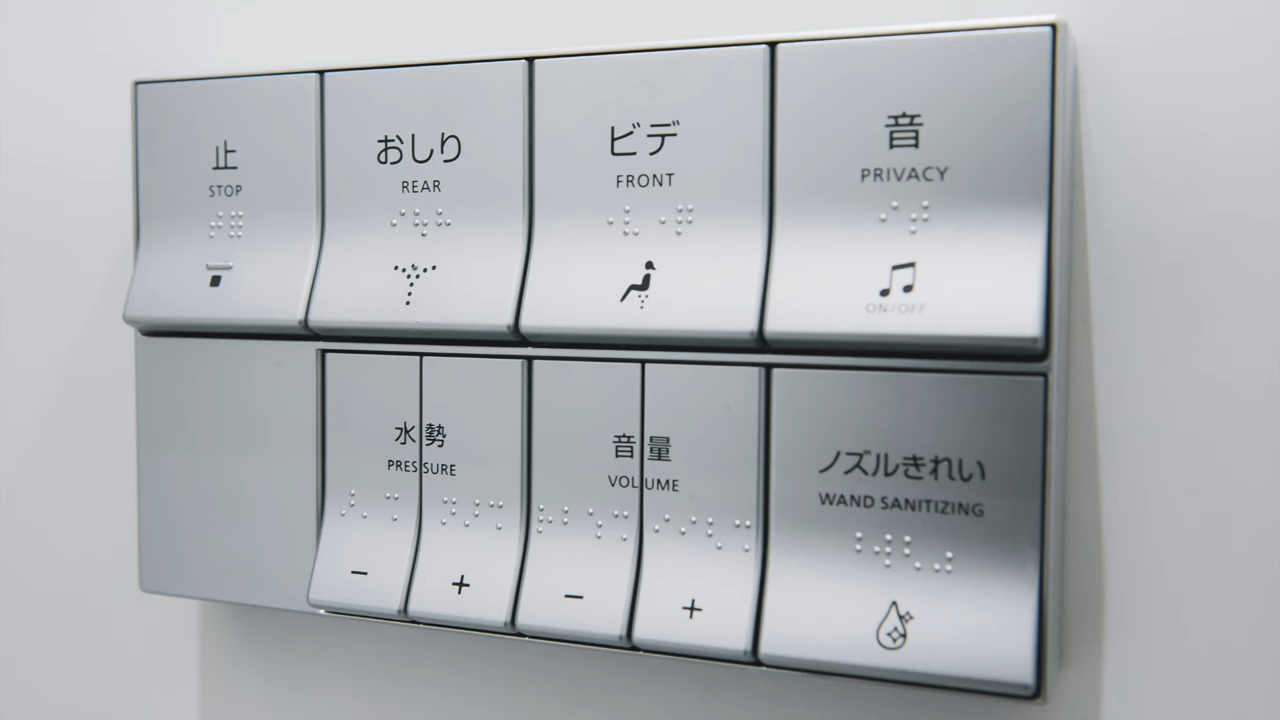 止
STOP
おしり
REAR
ビデ
FRONT
音
PRIVACY
ON/OFF
水勢
PRESSURE
− +
音量
VOLUME
− +
ノズルきれい
WAND SANITIZING